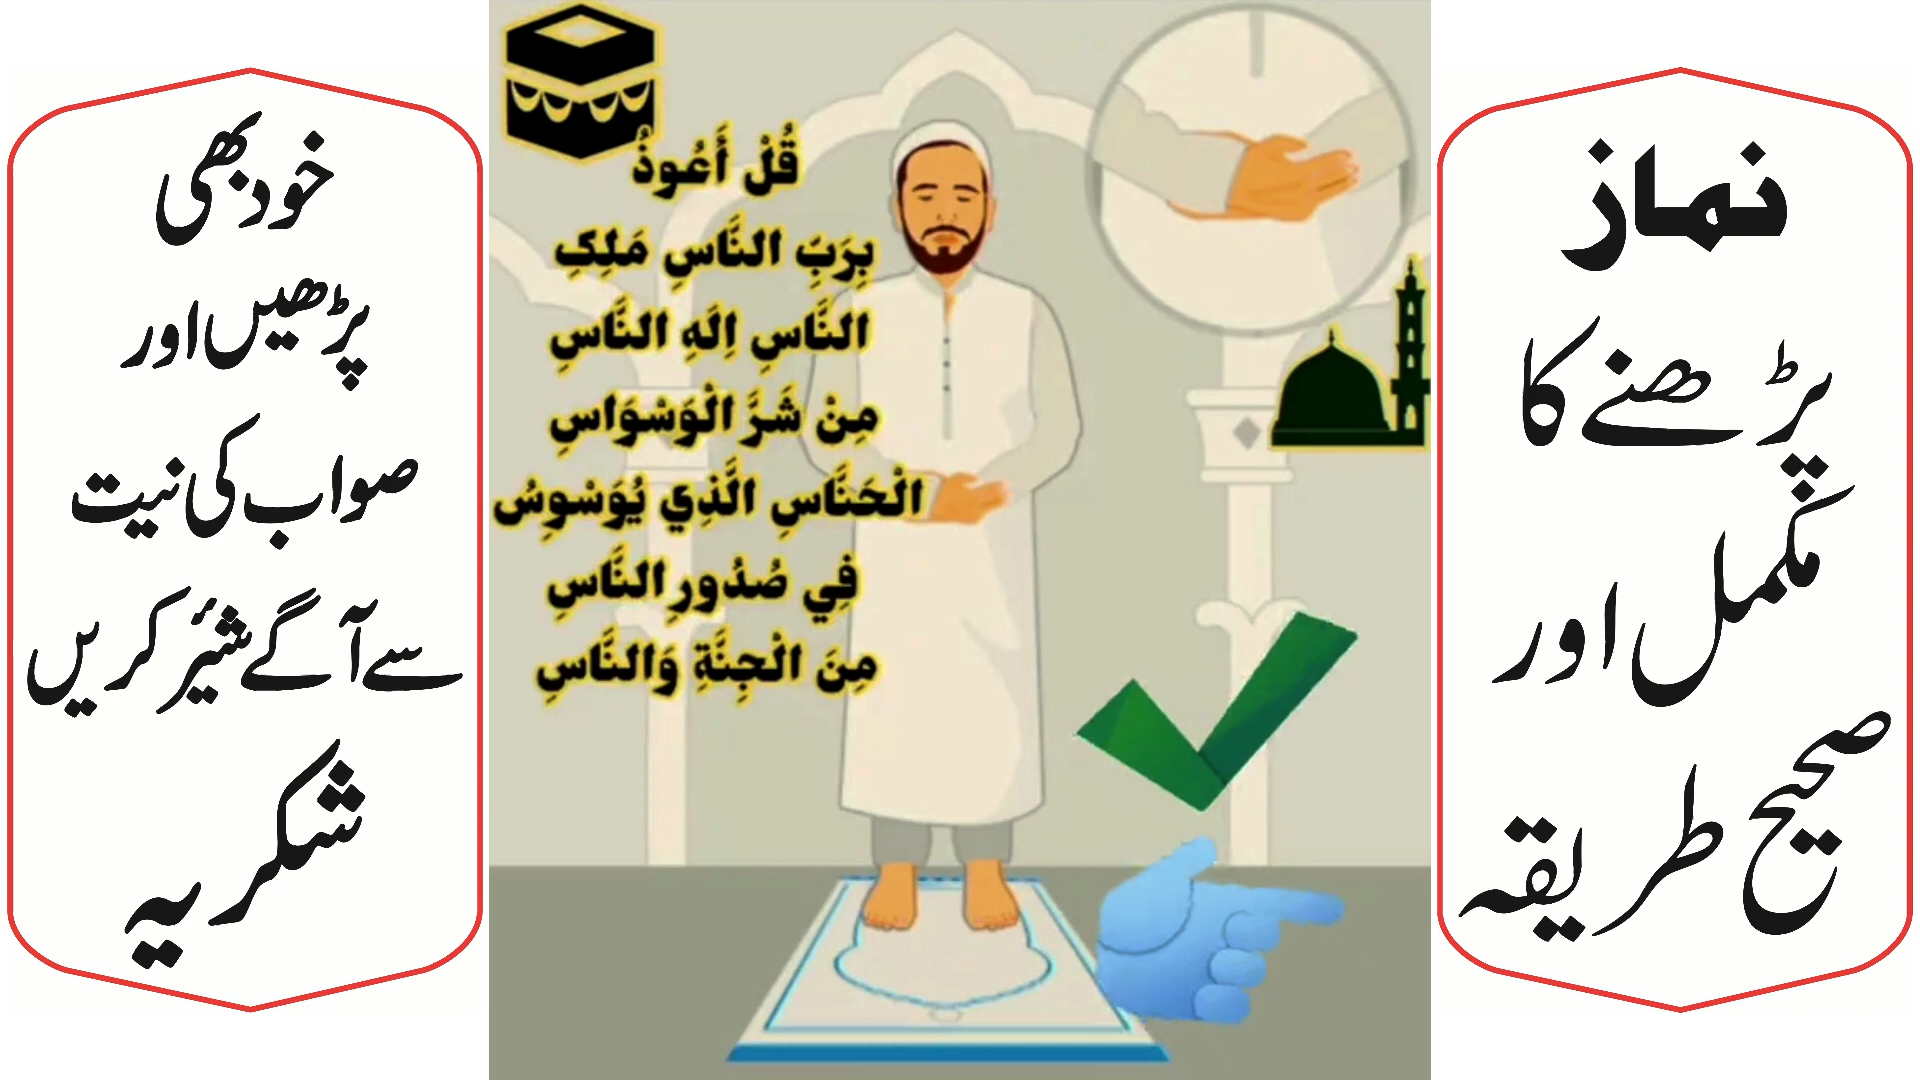 نماز
پڑھنے کا
مکمل اور
صحیح طریقہ
قُلْ أَعُوذُ
بِرَبِّ النَّاسِ مَلِكِ
النَّاسِ اِلَهِ النَّاسِ
مِنْ شَرَّ الْوَسْوَاسِ
الْحَنَّاسِ الَّذِي يُوَسْوِسُ
فِي صُدُورِ النَّاسِ
مِنَ الْجِنَّةِ وَالنَّاسِ
خود بھی
پڑھیں اور
صواب کی نیت
سے آگے شئیر کریں
شکریہ